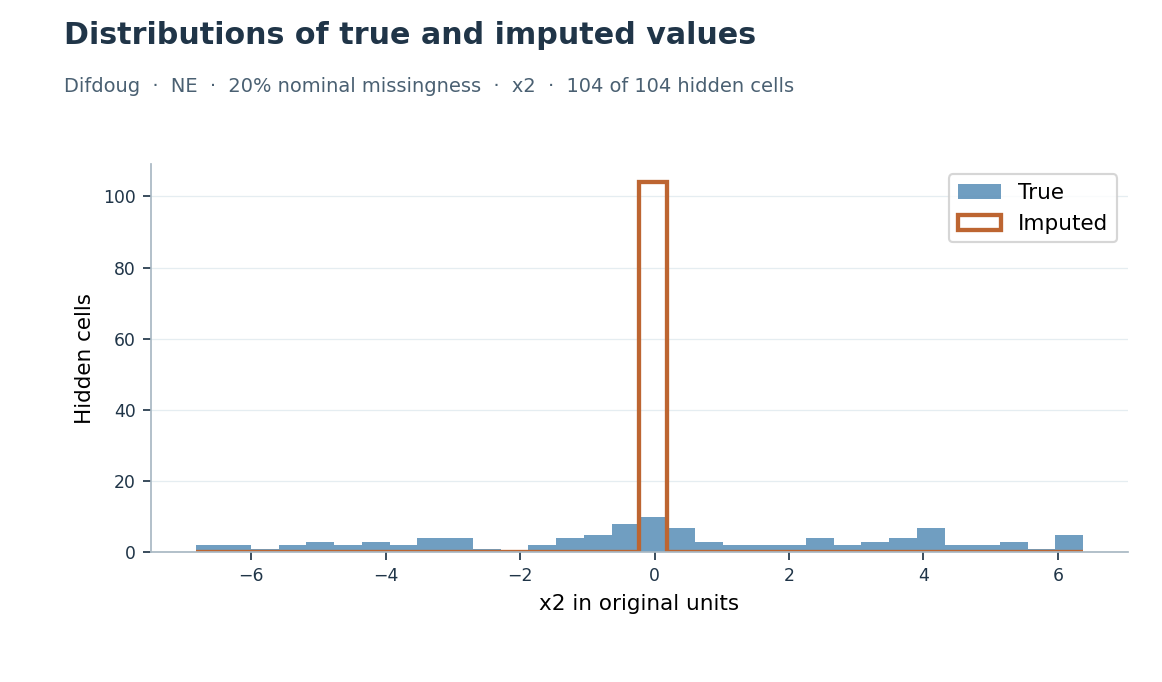 Distributions of true and imputed values
Difdoug · NE · 20% nominal missingness · x2 · 104 of 104 hidden cells
True
Imputed
100
80
60
40
20
0
Hidden cells
−6 −4 −2 0 2 4 6
x2 in original units